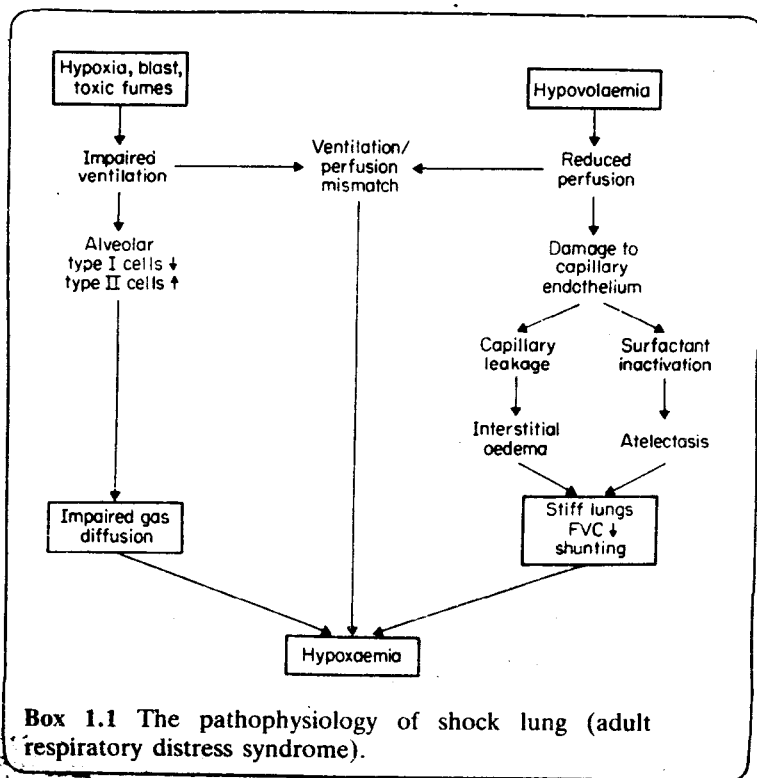 Hypoxia, blast,
toxic fumes
Hypovolaemia
Impaired
ventilation
Ventilation/
perfusion
mismatch
Reduced
perfusion
Alveolar
type I cells ↓
type II cells ↑
Damage to
capillary
endothelium
Capillary
leakage
Surfactant
inactivation
Interstitial
oedema
Atelectasis
Impaired gas
diffusion
Stiff lungs
FVC ↓
shunting
Hypoxaemia
Box 1.1 The pathophysiology of shock lung (adult
respiratory distress syndrome).